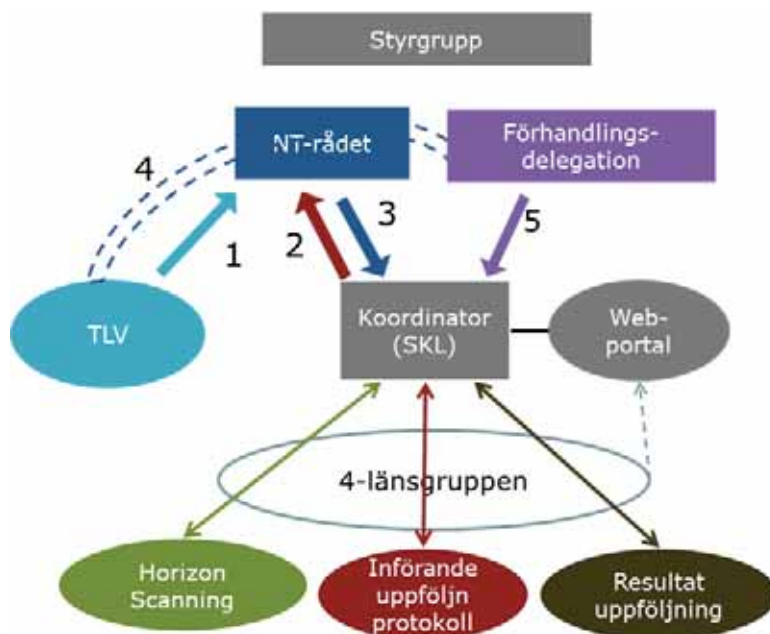 Styrgrupp
NT-rådet
Förhandlings-
delegation
4
1
2
3
5
TLV
Koordinator
(SKL)
Web-
portal
4-länsgruppen
Horizon
Scanning
Införande
uppföljn
protokoll
Resultat
uppföljning